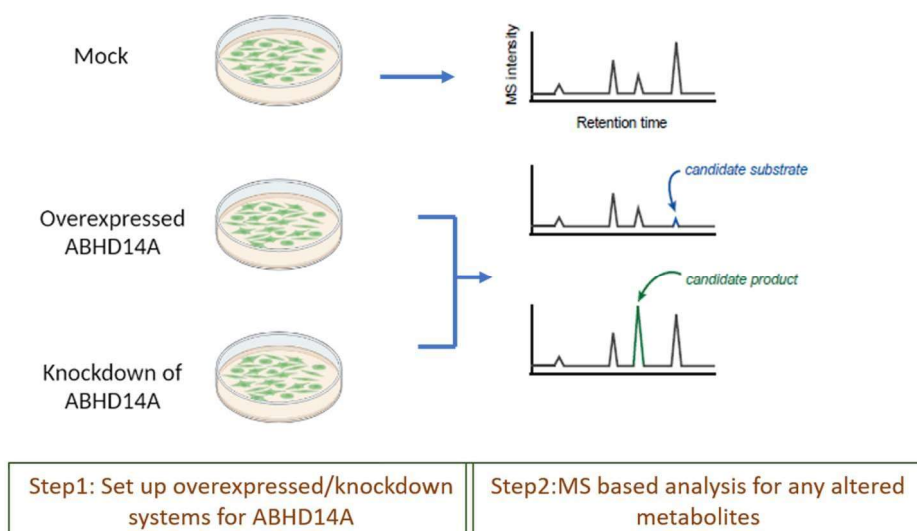 Mock
MS intensity
Retention time
Overexpressed
ABHD14A
candidate substrate
candidate product
Knockdown of
ABHD14A
Step1: Set up overexpressed/knockdown
systems for ABHD14A
Step2:MS based analysis for any altered
metabolites